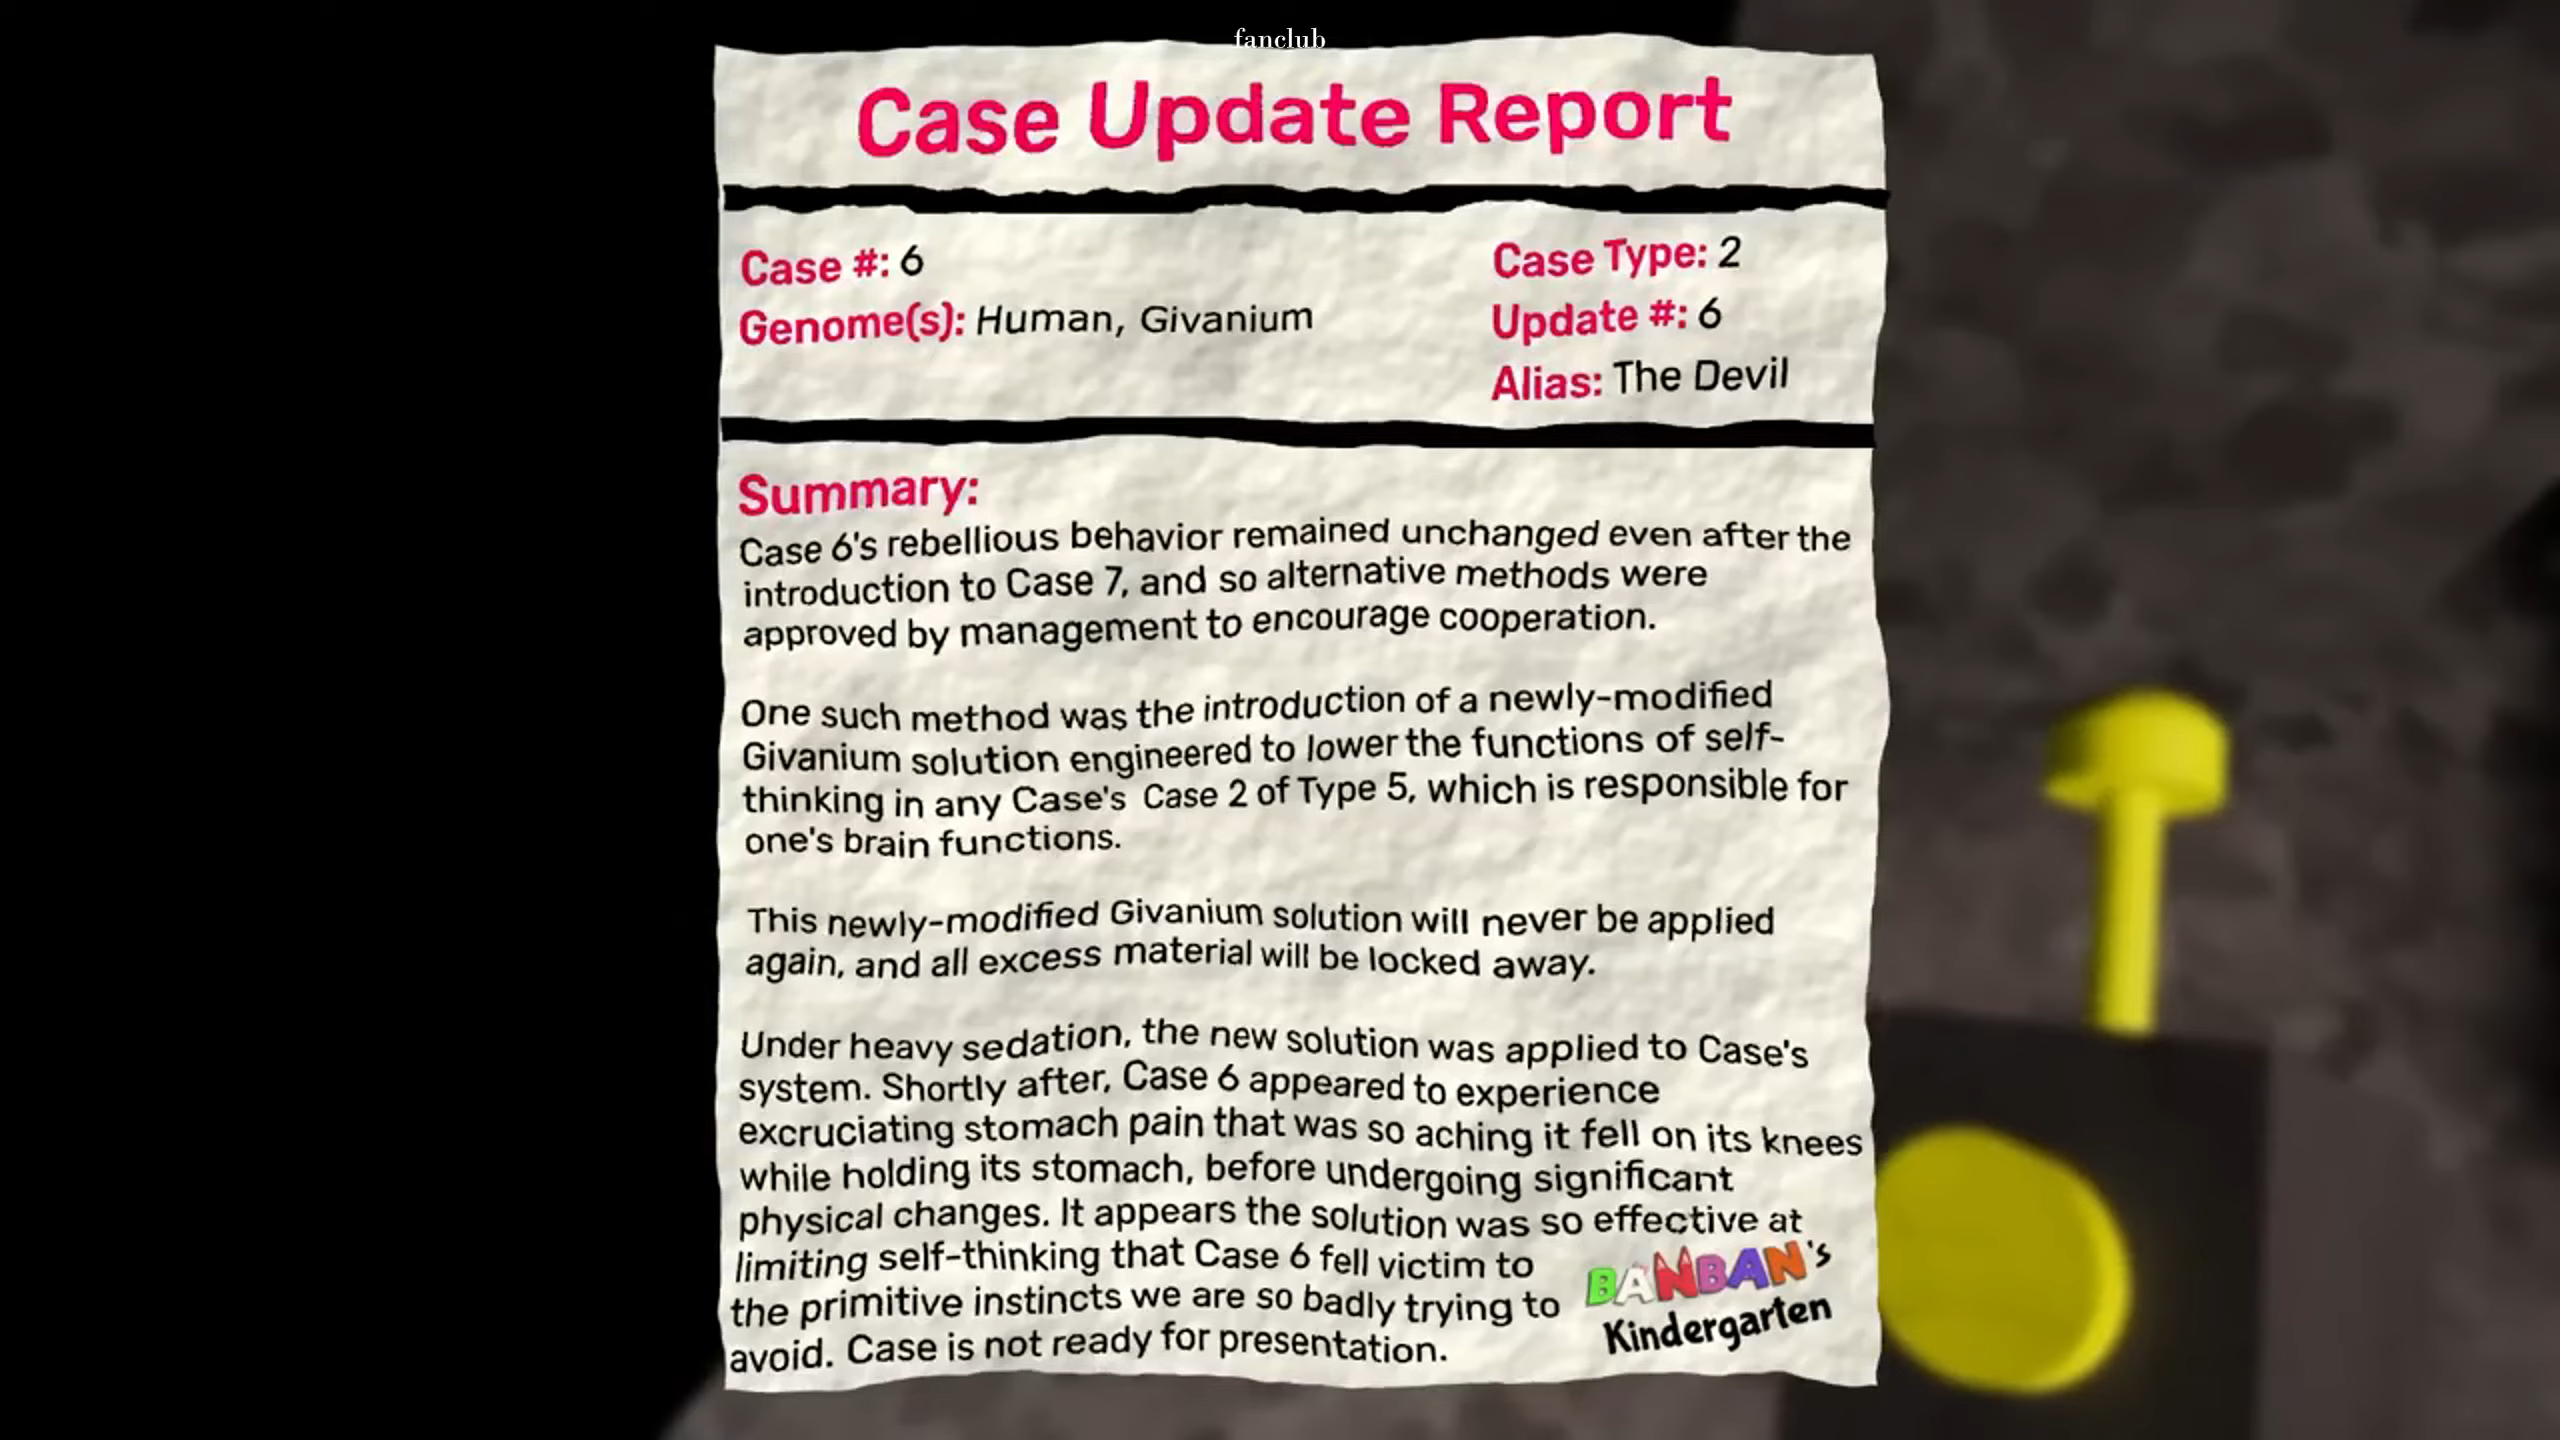 fanclub
Case Update Report
Case #: 6
Case Type: 2
Genome(s): Human, Givanium
Update #: 6
Alias: The Devil
Summary:
Case 6's rebellious behavior remained unchanged even after the
introduction to Case 7, and so alternative methods were
approved by management to encourage cooperation.
One such method was the introduction of a newly-modified
Givanium solution engineered to lower the functions of self-
thinking in any Case's Case 2 of Type 5, which is responsible for
one's brain functions.
This newly-modified Givanium solution will never be applied
again, and all excess material will be locked away.
Under heavy sedation, the new solution was applied to Case's
system. Shortly after, Case 6 appeared to experience
excruciating stomach pain that was so aching it fell on its knees
while holding its stomach, before undergoing significant
physical changes. It appears the solution was so effective at
limiting self-thinking that Case 6 fell victim to
the primitive instincts we are so badly trying to
avoid. Case is not ready for presentation.
BANBAN's
Kindergarten